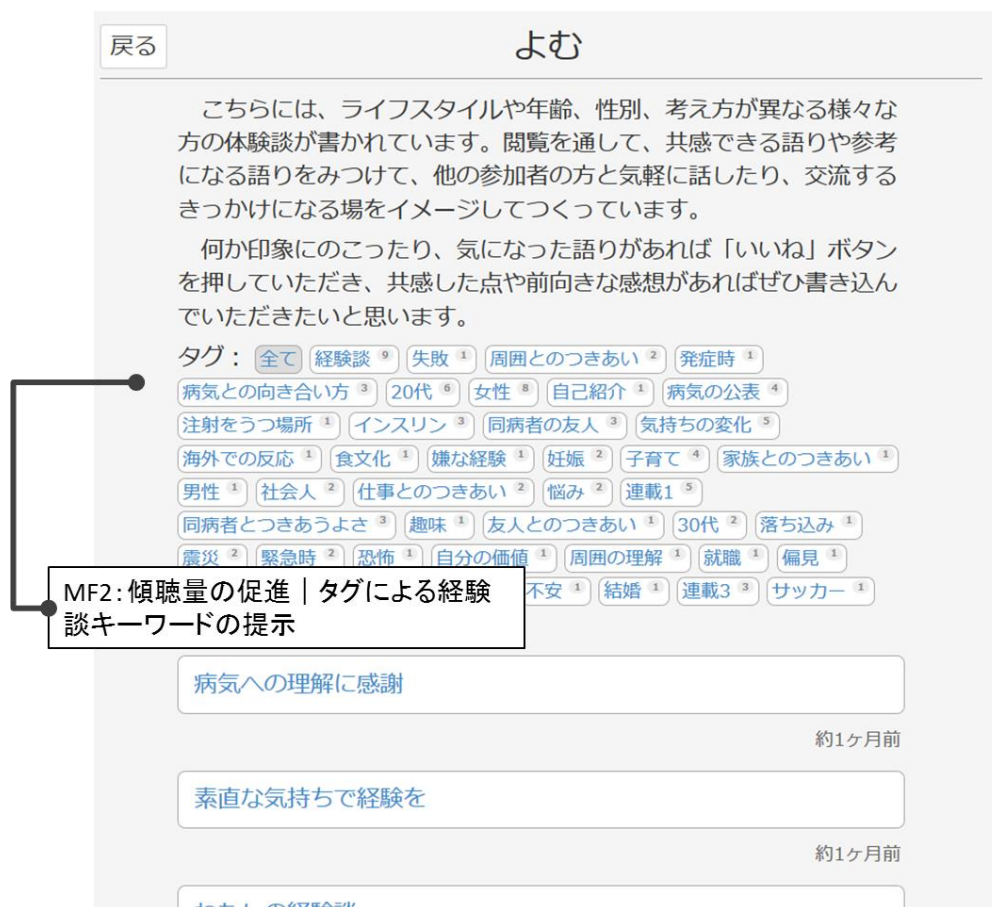 戻る
よむ
こちらには、ライフスタイルや年齢、性別、考え方が異なる様々な
方の体験談が書かれています。閲覧を通して、共感できる語りや参考
になる語りをみつけて、他の参加者の方と気軽に話したり、交流する
きっかけになる場をイメージしてつくっています。
何か印象にのこったり、気になった語りがあれば「いいね」ボタン
を押していただき、共感した点や前向きな感想があればぜひ書き込ん
でいただきたいと思います。
タグ： 全て 経験談 9 失敗 1 周囲とのつきあい 2 発症時 1
病気との向き合い方 3 20代 6 女性 8 自己紹介 1 病気の公表 4
注射をうつ場所 1 インスリン 3 同病者の友人 3 気持ちの変化 5
海外での反応 1 食文化 1 嫌な経験 1 妊娠 2 子育て 4 家族とのつきあい 1
男性 1 社会人 2 仕事とのつきあい 2 悩み 2 連載1 5
同病者とつきあうよさ 3 趣味 1 友人とのつきあい 1 30代 2 落ち込み 1
震災 2 緊急時 2 恐怖 1 自分の価値 1 周囲の理解 1 就職 1 偏見 1
不安 1 結婚 1 連載3 3 サッカー 1
MF2：傾聴量の促進｜タグによる経験
談キーワードの提示
病気への理解に感謝
約1ヶ月前
素直な気持ちで経験を
約1ヶ月前